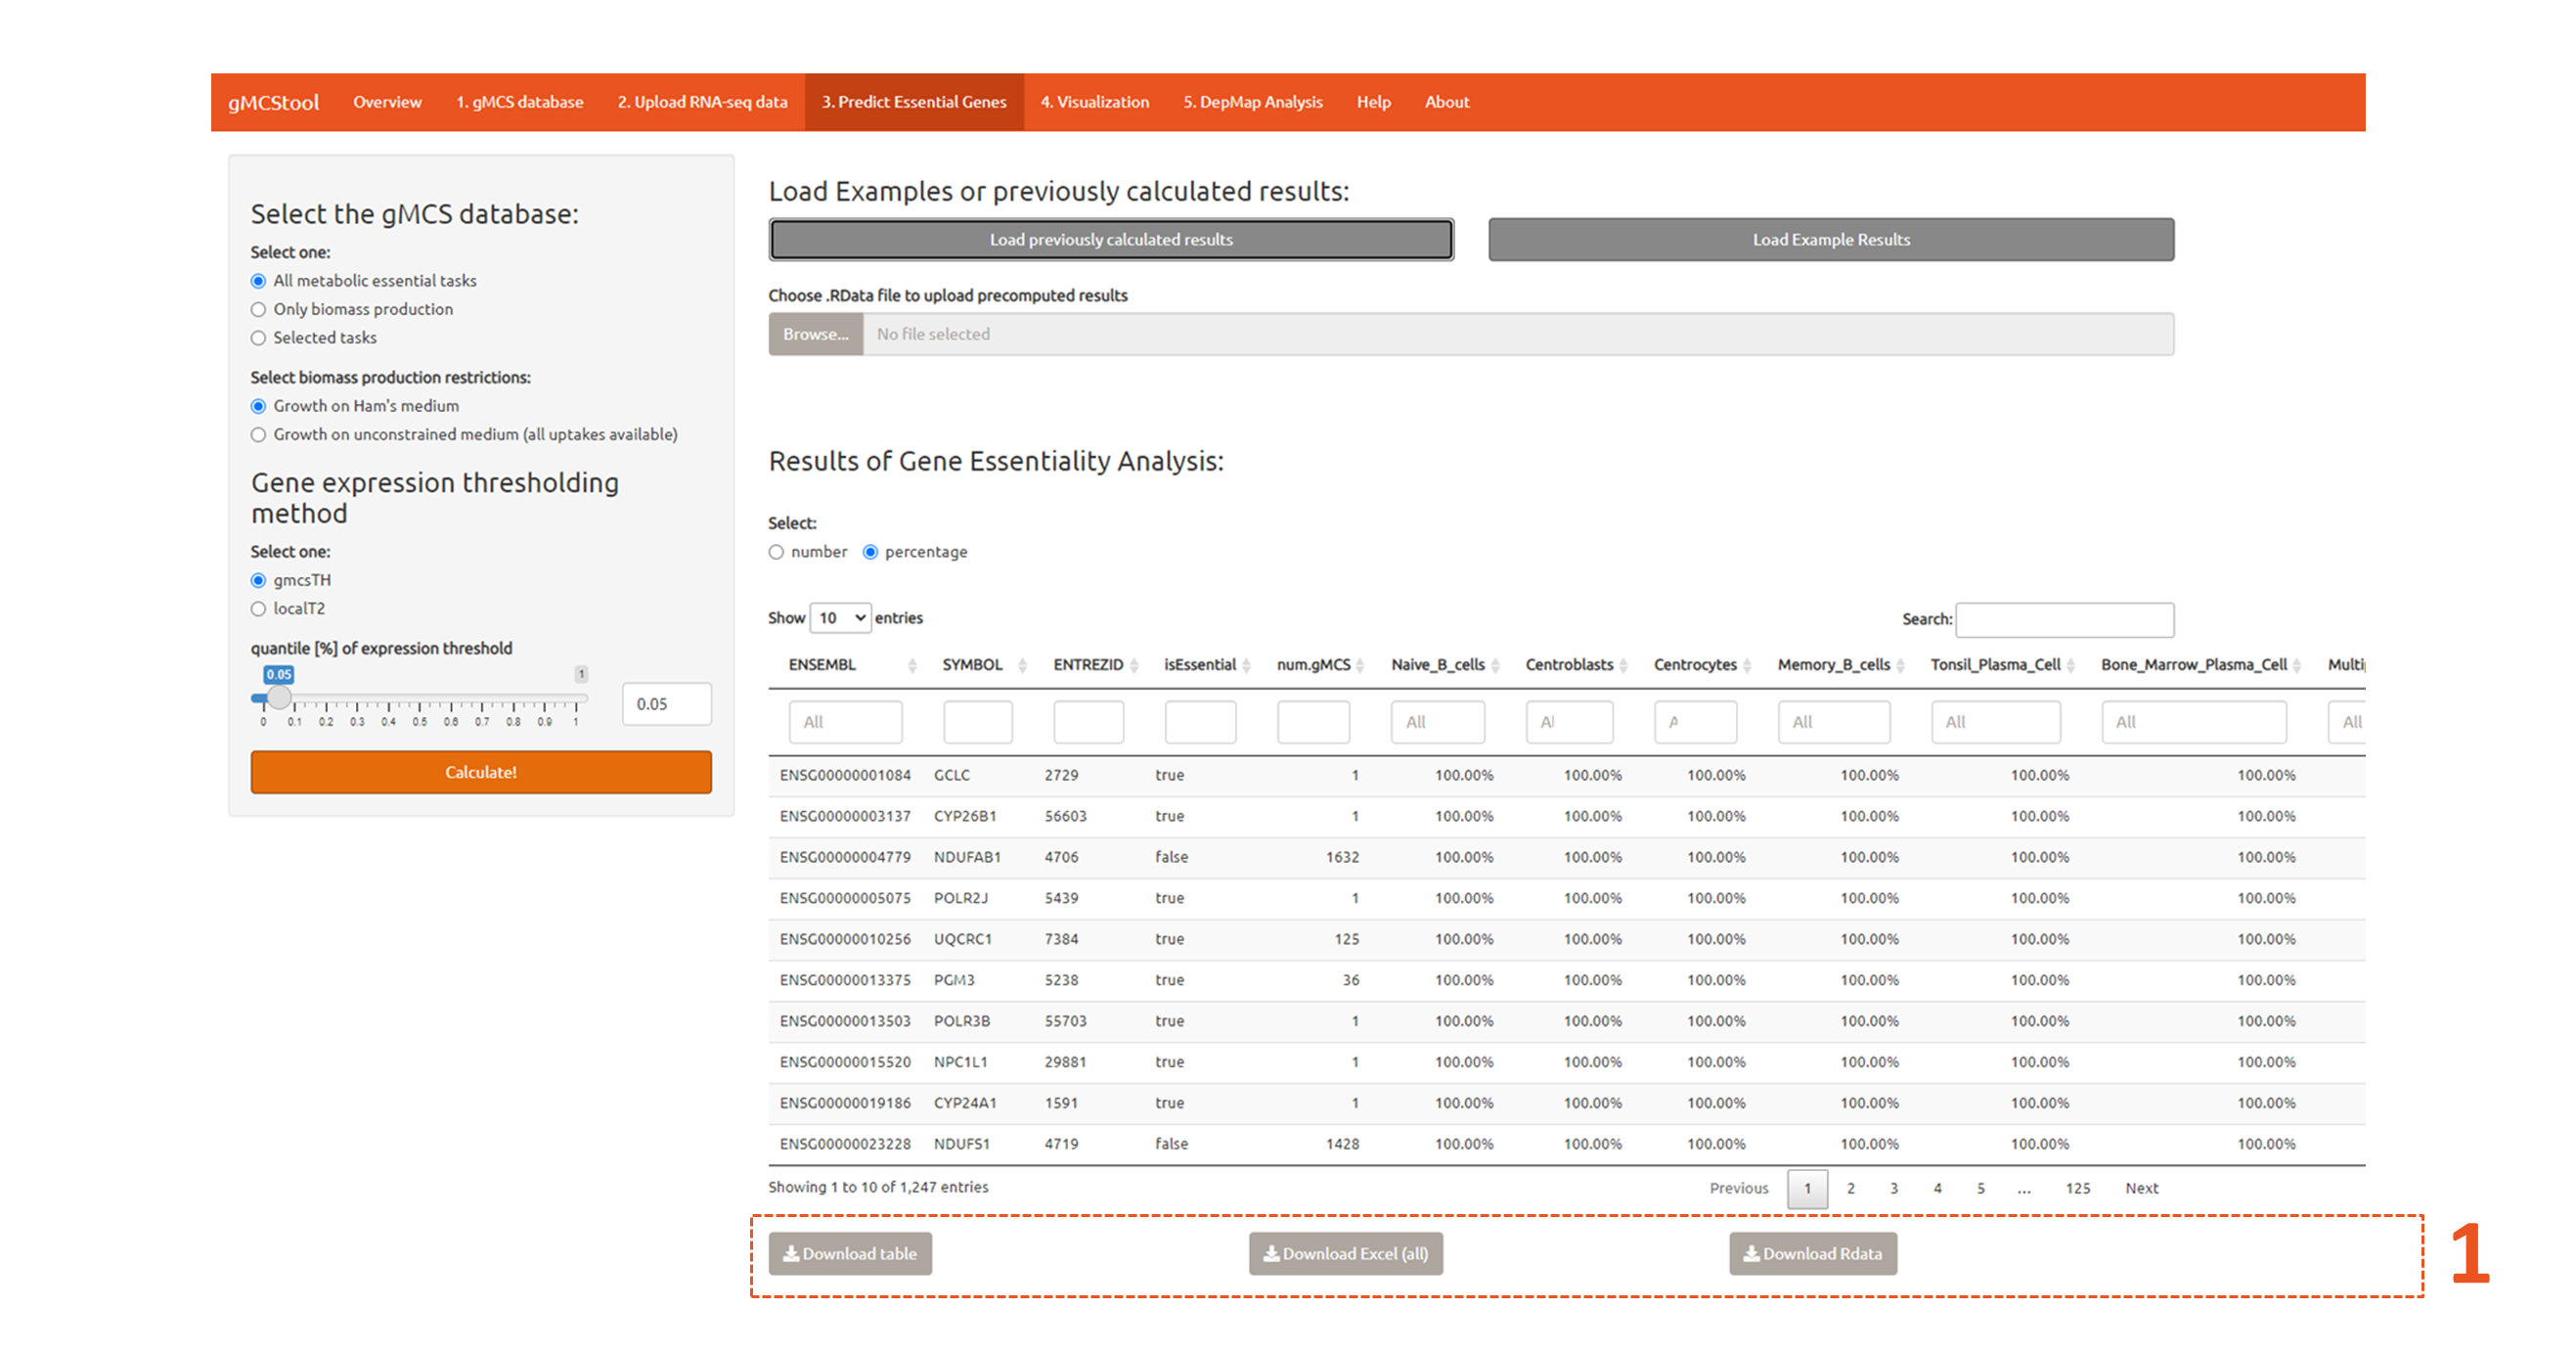 gMCStool Overview 1. gMCS database 2. Upload RNA-seq data 3. Predict Essential Genes 4. Visualization 5. DepMap Analysis Help About
Select the gMCS database:
Select one:
All metabolic essential tasks
Only biomass production
Selected tasks
Select biomass production restrictions:
Growth on Ham's medium
Growth on unconstrained medium (all uptakes available)
Gene expression thresholding
method
Select one:
gmcsTH
localT2
quantile [%] of expression threshold
0.05 1
0 0.1 0.2 0.3 0.4 0.5 0.6 0.7 0.8 0.9 1
0.05
Calculate!
Load Examples or previously calculated results:
Load previously calculated results Load Example Results
Choose .RData file to upload precomputed results
Browse... No file selected
Results of Gene Essentiality Analysis:
Select:
number percentage
Show 10 entries Search:
ENSEMBL SYMBOL ENTREZID isEssential num.gMCS Naive_B_cells Centroblasts Centrocytes Memory_B_cells Tonsil_Plasma_Cell Bone_Marrow_Plasma_Cell Multi
All All Al A All All All All
ENSG00000001084 GCLC 2729 true 1 100.00% 100.00% 100.00% 100.00% 100.00% 100.00%
ENSG00000003137 CYP26B1 56603 true 1 100.00% 100.00% 100.00% 100.00% 100.00% 100.00%
ENSG00000004779 NDUFAB1 4706 false 1632 100.00% 100.00% 100.00% 100.00% 100.00% 100.00%
ENSG00000005075 POLR2J 5439 true 1 100.00% 100.00% 100.00% 100.00% 100.00% 100.00%
ENSG00000010256 UQCRC1 7384 true 125 100.00% 100.00% 100.00% 100.00% 100.00% 100.00%
ENSG00000013375 PGM3 5238 true 36 100.00% 100.00% 100.00% 100.00% 100.00% 100.00%
ENSG00000013503 POLR3B 55703 true 1 100.00% 100.00% 100.00% 100.00% 100.00% 100.00%
ENSG00000015520 NPC1L1 29881 true 1 100.00% 100.00% 100.00% 100.00% 100.00% 100.00%
ENSG00000019186 CYP24A1 1591 true 1 100.00% 100.00% 100.00% 100.00% 100.00% 100.00%
ENSG00000023228 NDUFS1 4719 false 1428 100.00% 100.00% 100.00% 100.00% 100.00% 100.00%
Showing 1 to 10 of 1,247 entries Previous 1 2 3 4 5 ... 125 Next
Download table Download Excel (all) Download Rdata
1